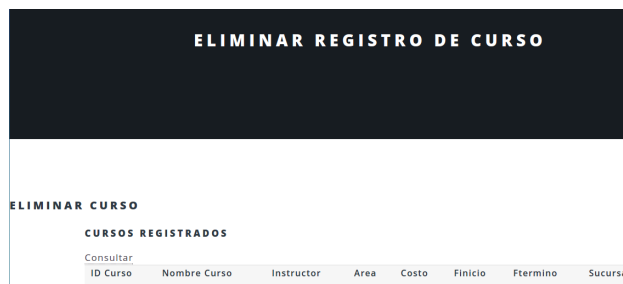 ELIMINAR REGISTRO DE CURSO
ELIMINAR CURSO
CURSOS REGISTRADOS
Consultar
ID Curso Nombre Curso Instructor Area Costo Finicio Ftermino